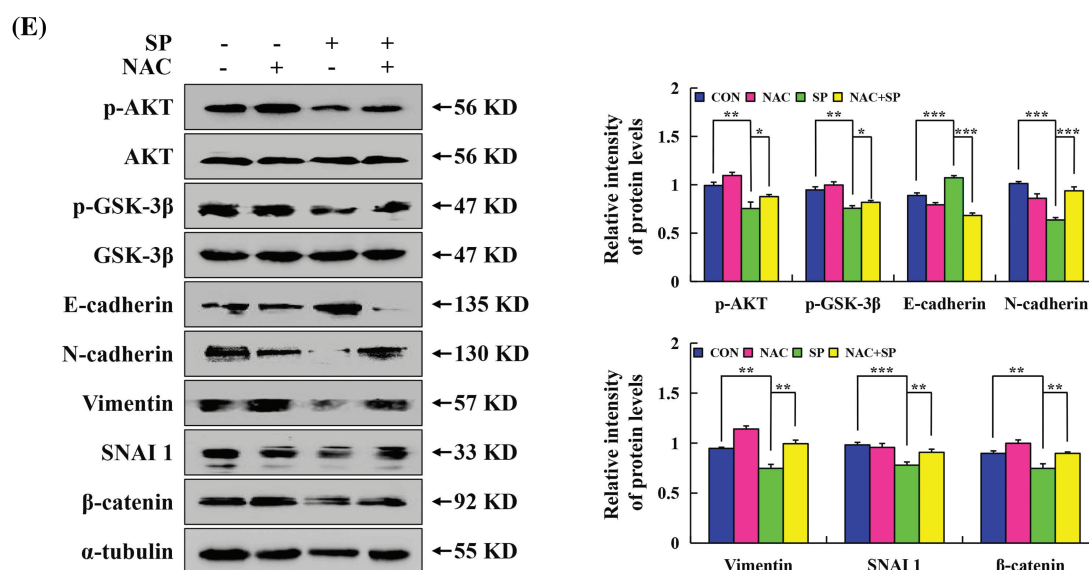 (E)
SP - - + +
NAC - + - +
p-AKT ←56 KD
AKT ←56 KD
p-GSK-3β ←47 KD
GSK-3β ←47 KD
E-cadherin ←135 KD
N-cadherin ←130 KD
Vimentin ←57 KD
SNAI 1 ←33 KD
β-catenin ←92 KD
α-tubulin ←55 KD
Relative intensity
of protein levels
2
1.5
1
0.5
0
CON NAC SP NAC+SP
** * ** * *** *** *** ***
p-AKT p-GSK-3β E-cadherin N-cadherin
Relative intensity
of protein levels
2
1.5
1
0.5
0
CON NAC SP NAC+SP
** ** *** ** ** **
Vimentin SNAI 1 β-catenin